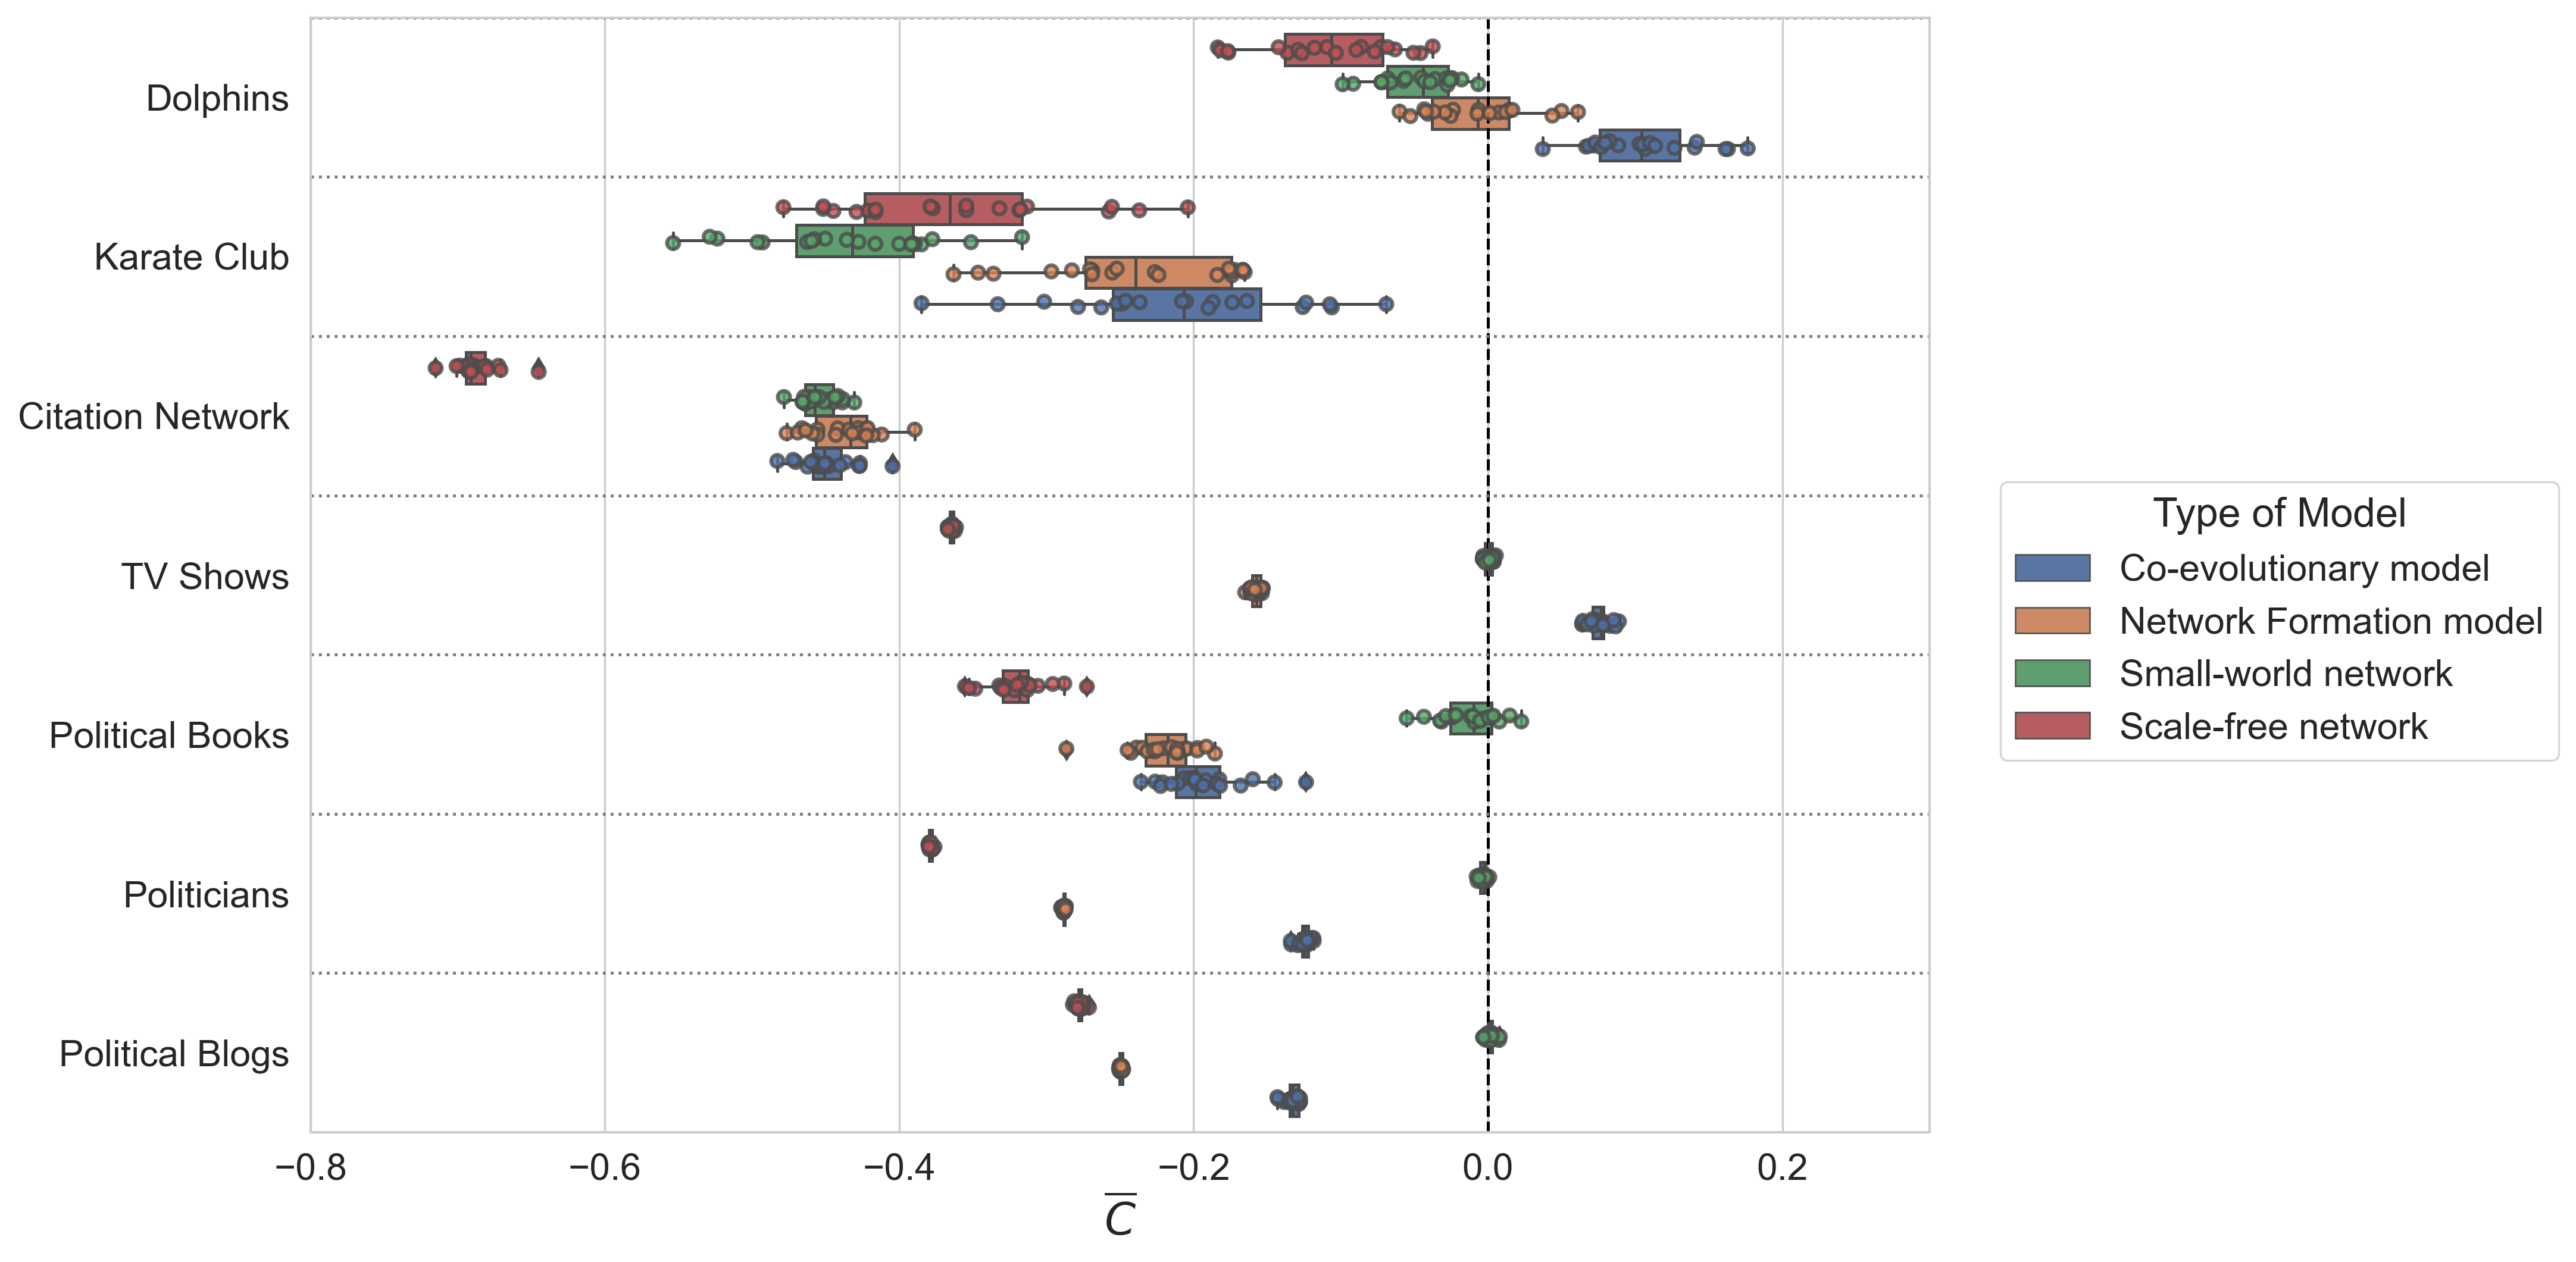 Dolphins
Karate Club
Citation Network
TV Shows
Political Books
Politicians
Political Blogs
−0.8 −0.6 −0.4 −0.2 0.0 0.2
C̅
Type of Model
Co-evolutionary model
Network Formation model
Small-world network
Scale-free network